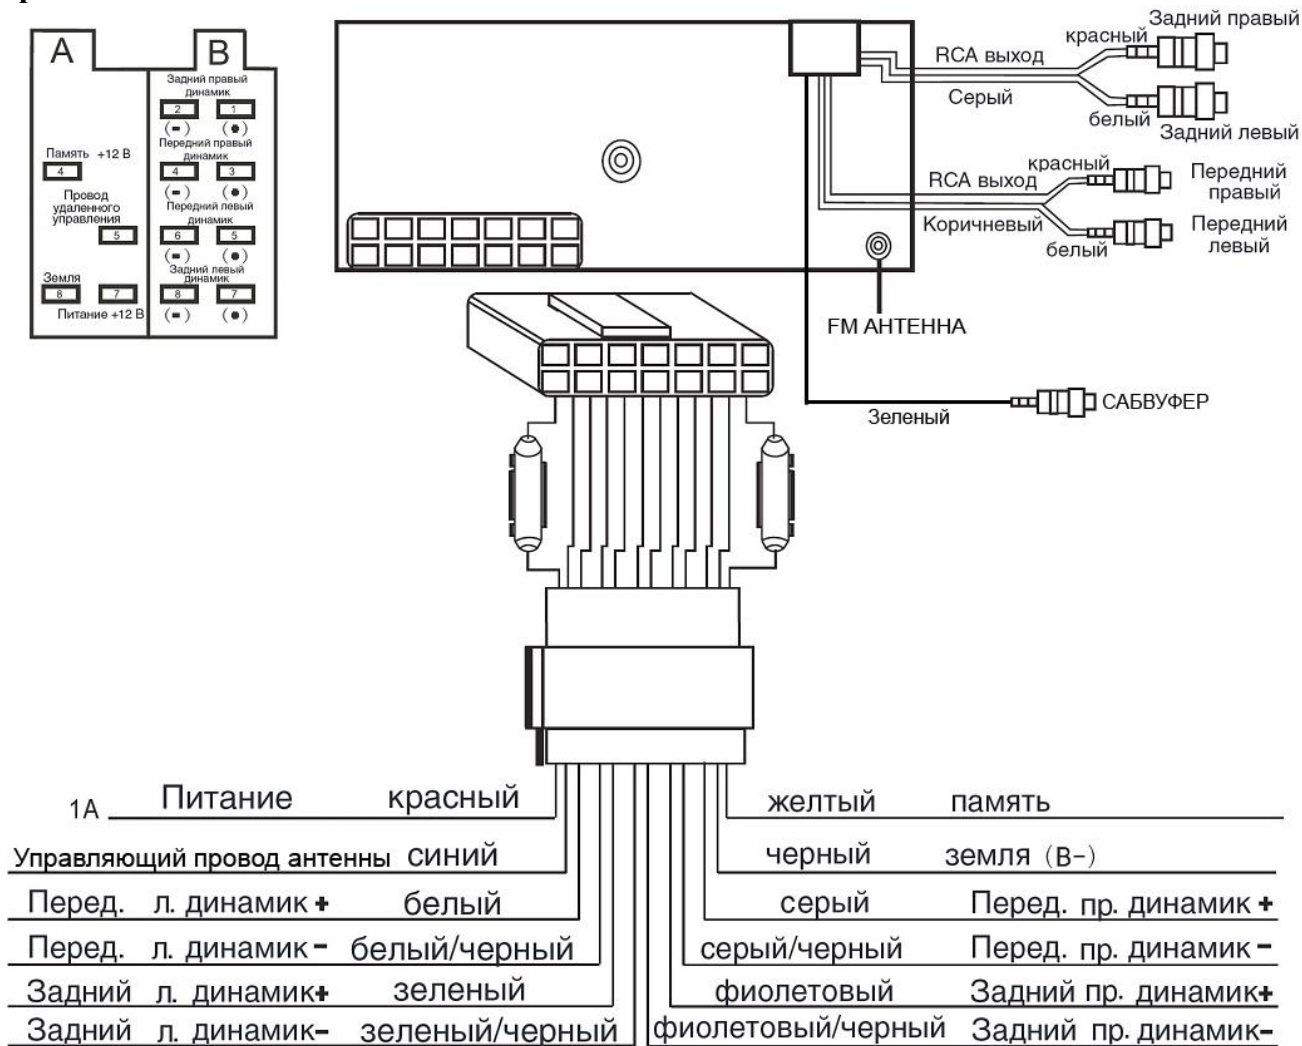 A
B
Задний правый
динамик
2
1
(-)
(●)
Передний правый
динамик
Память +12 В
4
4
3
(-)
(●)
Провод
удаленного
управления
5
Передний левый
динамик
6
5
(-)
(●)
Задний левый
динамик
Земля
8
7
8
7
Питание +12 В
(-)
(●)
RCA выход
Серый
красный
Задний правый
белый
Задний левый
RCA выход
Коричневый
красный
Передний
правый
белый
Передний
левый
FM АНТЕННА
Зеленый
САБВУФЕР
1А Питание красный
Управляющий провод антенны синий
Перед. л. динамик + белый
Перед. л. динамик - белый/черный
Задний л. динамик+ зеленый
Задний л. динамик- зеленый/черный
желтый память
черный земля (В-)
серый Перед. пр. динамик +
серый/черный Перед. пр. динамик -
фиолетовый Задний пр. динамик+
фиолетовый/черный Задний пр. динамик-